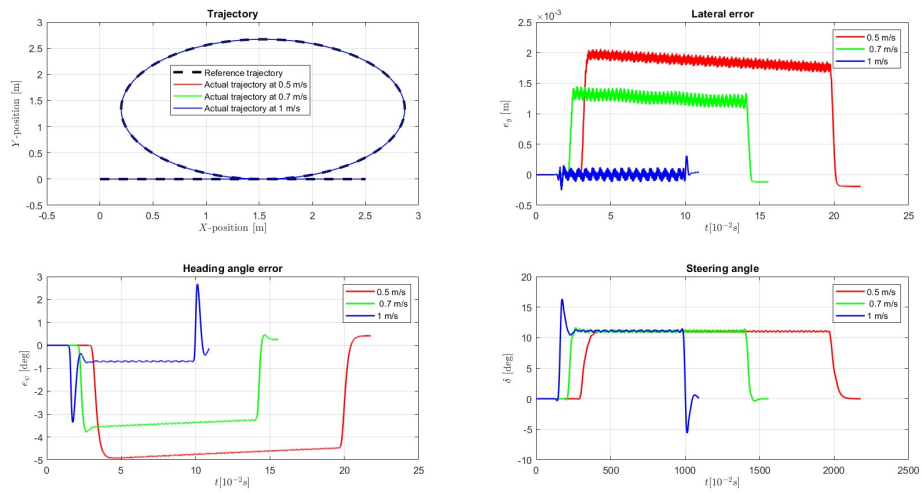 Trajectory
3
2.5
2
1.5
1
0.5
0
-0.5
Y-position [m]
Reference trajectory
Actual trajectory at 0.5 m/s
Actual trajectory at 0.7 m/s
Actual trajectory at 1 m/s
-0.5 0 0.5 1 1.5 2 2.5 3
X-position [m]
Lateral error
×10⁻³
2.5
2
1.5
1
0.5
0
-0.5
e_y [m]
0.5 m/s
0.7 m/s
1 m/s
0 5 10 15 20 25
t[10⁻²s]
Heading angle error
3
2
1
0
-1
-2
-3
-4
-5
e_ψ [deg]
0.5 m/s
0.7 m/s
1 m/s
0 5 10 15 20 25
t[10⁻²s]
Steering angle
20
15
10
5
0
-5
-10
δ [deg]
0.5 m/s
0.7 m/s
1 m/s
0 500 1000 1500 2000 2500
t[10⁻²s]